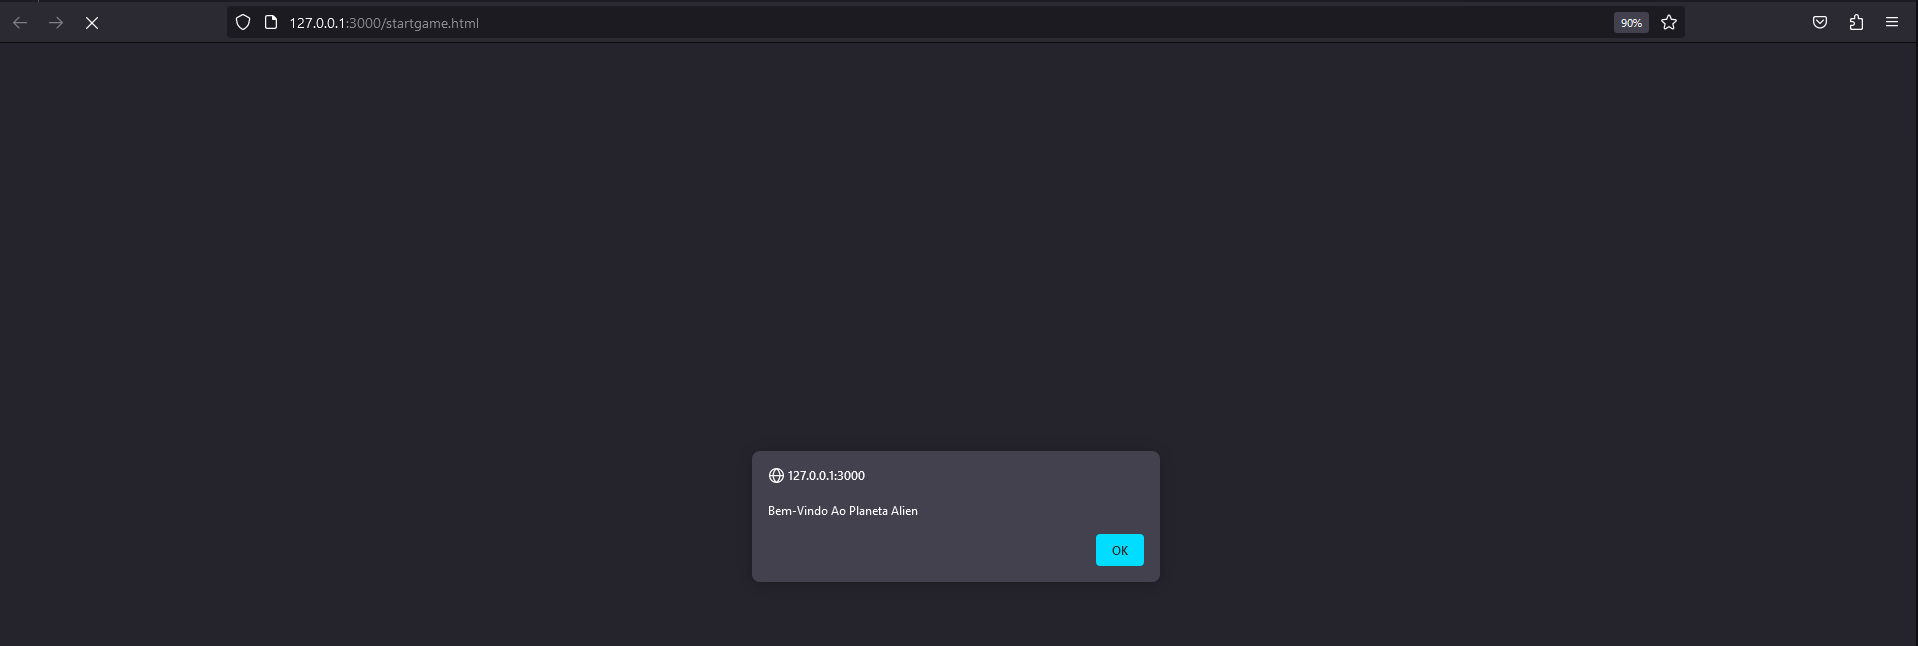 127.0.0.1:3000/startgame.html
90%
127.0.0.1:3000
Bem-Vindo Ao Planeta Alien
OK